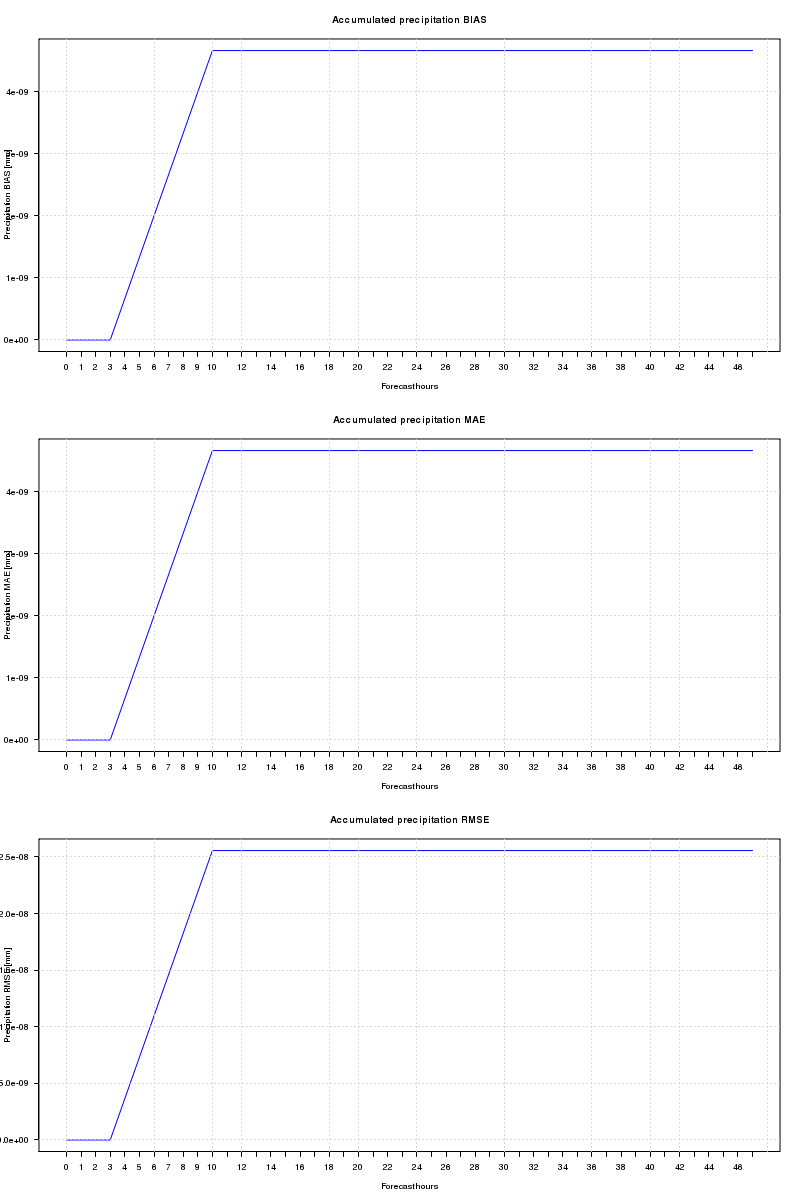 Accumulated precipitation BIAS
4e-09
1e-09
0e+00
Precipitation BIAS [mm]
0 1 2 3 4 5 6 7 8 9 10 12 14 16 18 20 22 24 26 28 30 32 34 36 38 40 42 44 46
Forecasthours
Accumulated precipitation MAE
4e-09
1e-09
0e+00
Precipitation MAE [mm]
0 1 2 3 4 5 6 7 8 9 10 12 14 16 18 20 22 24 26 28 30 32 34 36 38 40 42 44 46
Forecasthours
Accumulated precipitation RMSE
2.5e-08
2.0e-08
5.0e-09
Precipitation RMSE [mm]
0 1 2 3 4 5 6 7 8 9 10 12 14 16 18 20 22 24 26 28 30 32 34 36 38 40 42 44 46
Forecasthours